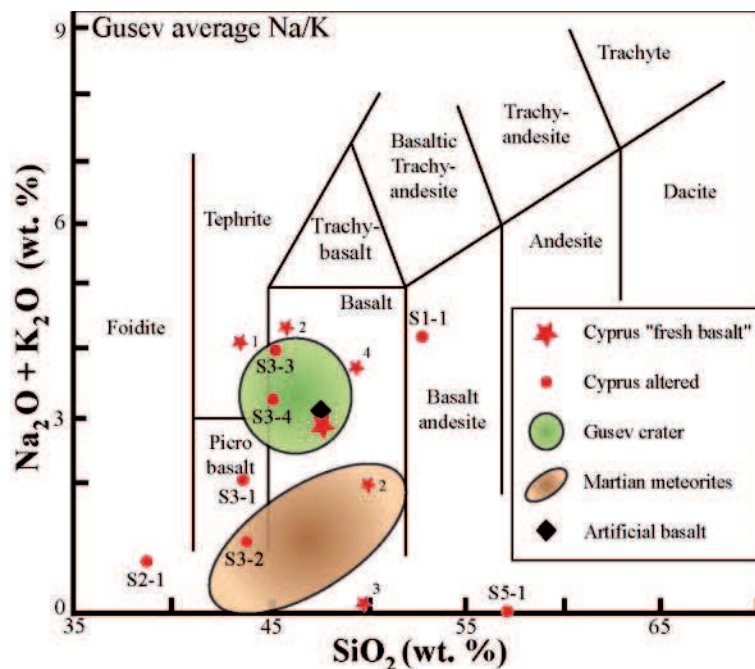 Gusev average Na/K
9
6
3
0
Na2O + K2O (wt. %)
35
45
55
65
SiO2 (wt. %)
Trachyte
Trachy-
andesite
Basaltic
Trachy-
andesite
Dacite
Tephrite
Trachy-
basalt
Andesite
Foidite
Basalt
Basalt
andesite
Picro
basalt
S1-1
1
2
4
S3-3
S3-4
S3-1
2
S3-2
S2-1
3
S5-1
Cyprus "fresh basalt"
Cyprus altered
Gusev crater
Martian meteorites
Artificial basalt